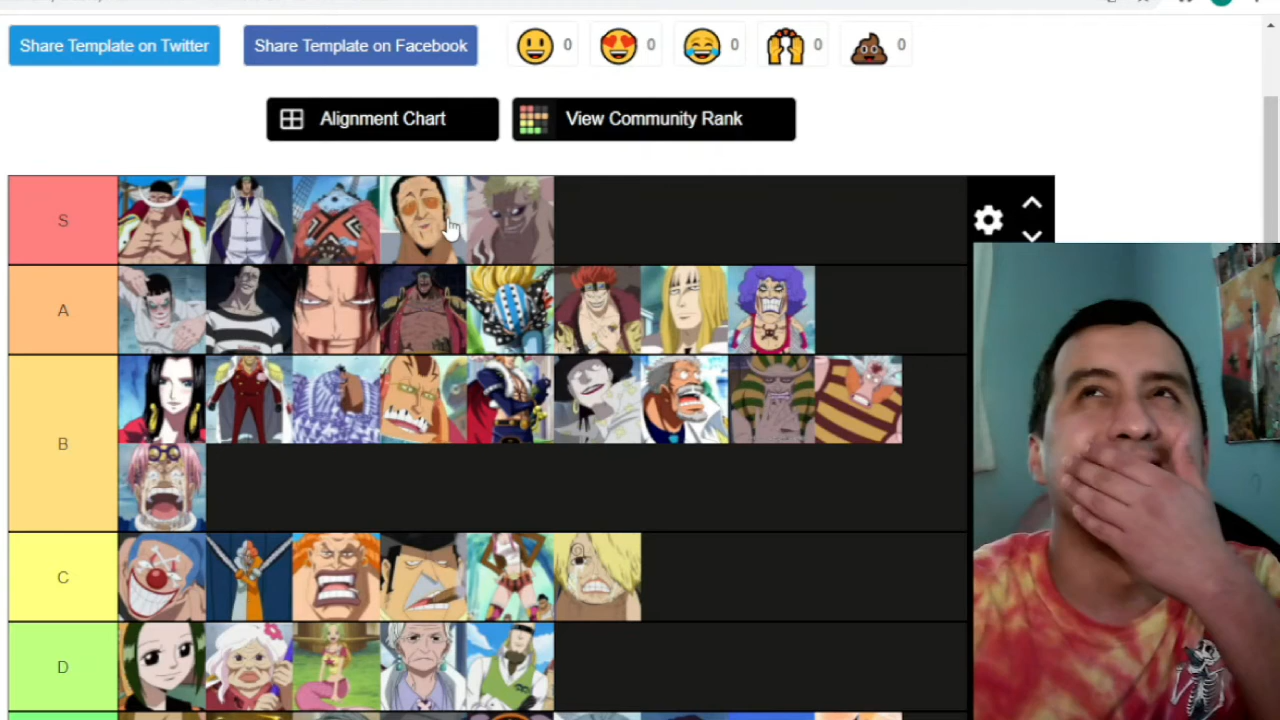 Share Template on Twitter
Share Template on Facebook
0
0
0
0
0
Alignment Chart
View Community Rank
S
A
B
C
D